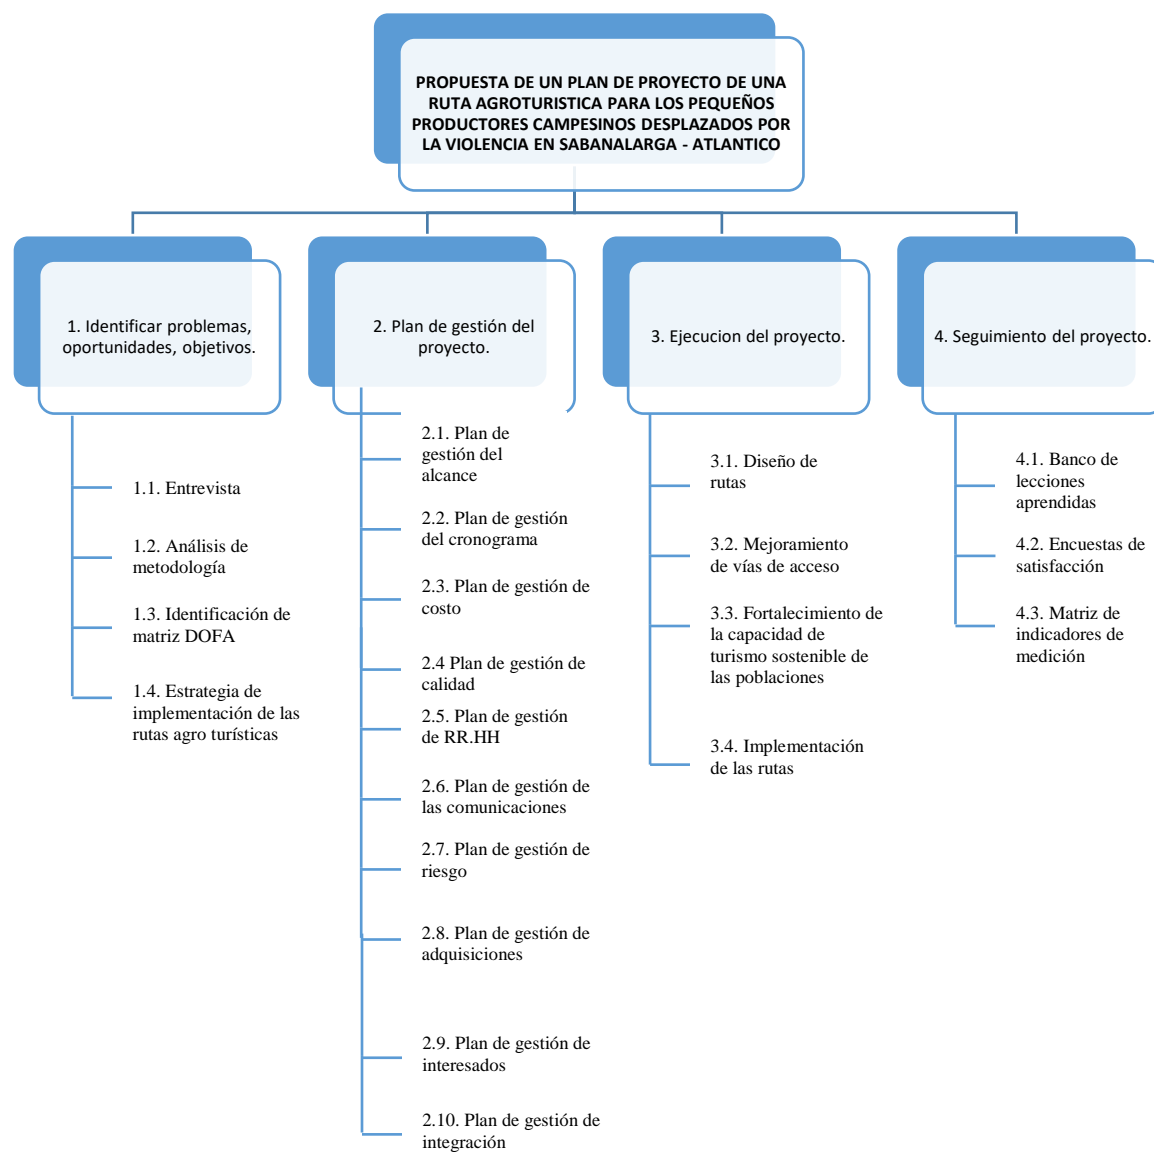 PROPUESTA DE UN PLAN DE PROYECTO DE UNA
RUTA AGROTURISTICA PARA LOS PEQUEÑOS
PRODUCTORES CAMPESINOS DESPLAZADOS POR
LA VIOLENCIA EN SABANALARGA - ATLANTICO
1. Identificar problemas,
oportunidades, objetivos.
1.1. Entrevista
1.2. Análisis de
metodología
1.3. Identificación de
matriz DOFA
1.4. Estrategia de
implementación de las
rutas agro turísticas
2. Plan de gestión del
proyecto.
2.1. Plan de
gestión del
alcance
2.2. Plan de gestión
del cronograma
2.3. Plan de gestión de
costo
2.4 Plan de gestión de
calidad
2.5. Plan de gestión
de RR.HH
2.6. Plan de gestión de
las comunicaciones
2.7. Plan de gestión de
riesgo
2.8. Plan de gestión de
adquisiciones
2.9. Plan de gestión de
interesados
2.10. Plan de gestión de
integración
3. Ejecucion del proyecto.
3.1. Diseño de
rutas
3.2. Mejoramiento
de vías de acceso
3.3. Fortalecimiento de
la capacidad de
turismo sostenible de
las poblaciones
3.4. Implementación
de las rutas
4. Seguimiento del proyecto.
4.1. Banco de
lecciones
aprendidas
4.2. Encuestas de
satisfacción
4.3. Matriz de
indicadores de
medición